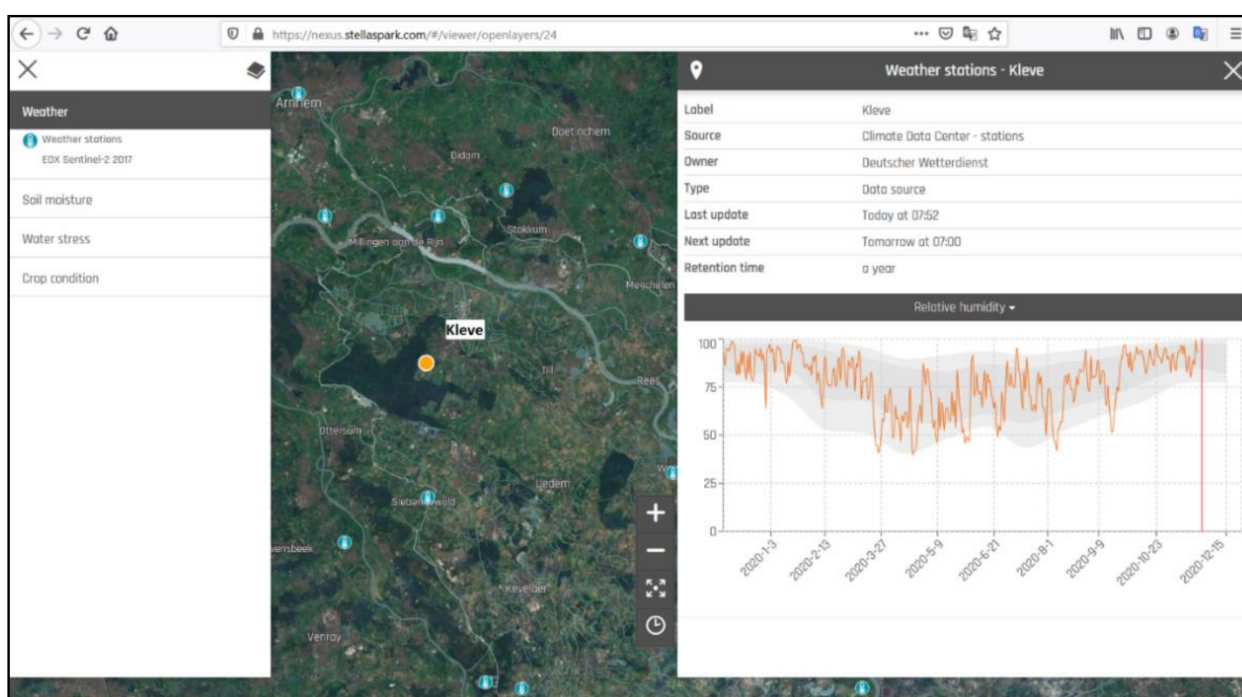 https://nexus.stellaspark.com/#/viewer/openlayers/24
Weather
Weather stations
EOX Sentinel-2 2017
Soil moisture
Water stress
Crop condition
Arnhem
Doetinchem
Didam
Stokkum
Millingen aan de Rijn
Mechelen
Kleve
Till
Rees
Ottersum
Uedem
Siebengewald
Kevelaer
Venray
Weather stations - Kleve
Label Kleve
Source Climate Data Center - stations
Owner Deutscher Wetterdienst
Type Data source
Last update Today at 07:52
Next update Tomorrow at 07:00
Retention time a year
Relative humidity
100
75
50
25
0
2020-1-3
2020-2-13
2020-3-27
2020-5-9
2020-6-21
2020-8-1
2020-9-9
2020-10-23
2020-12-15